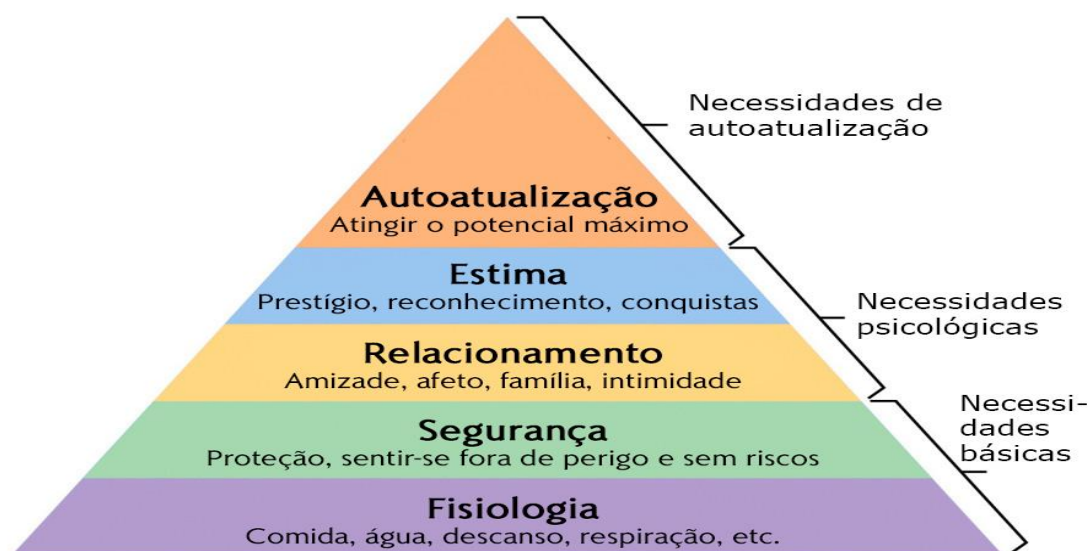 Necessidades de
autoatualização
Autoatualização
Atingir o potencial máximo
Estima
Prestígio, reconhecimento, conquistas
Necessidades
psicológicas
Relacionamento
Amizade, afeto, família, intimidade
Necessi-
dades
básicas
Segurança
Proteção, sentir-se fora de perigo e sem riscos
Fisiologia
Comida, água, descanso, respiração, etc.